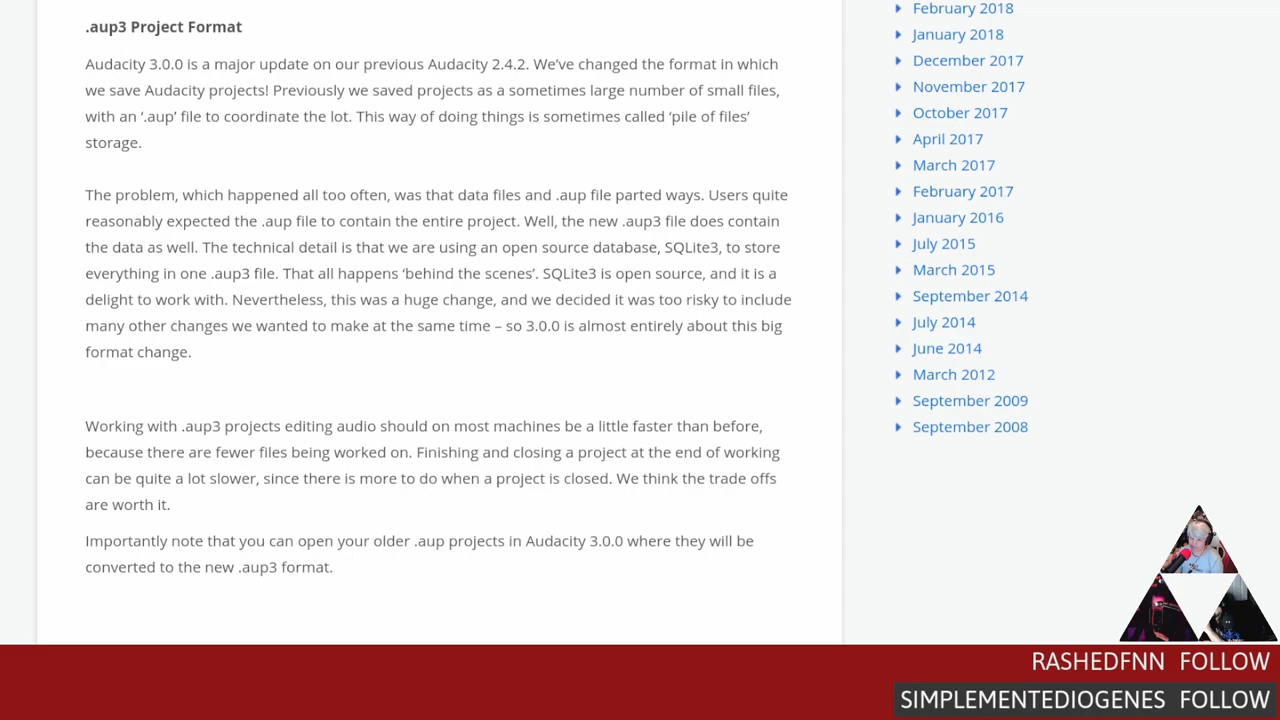 .aup3 Project Format
Audacity 3.0.0 is a major update on our previous Audacity 2.4.2. We’ve changed the format in which
we save Audacity projects! Previously we saved projects as a sometimes large number of small files,
with an ‘.aup’ file to coordinate the lot. This way of doing things is sometimes called ‘pile of files’
storage.
The problem, which happened all too often, was that data files and .aup file parted ways. Users quite
reasonably expected the .aup file to contain the entire project. Well, the new .aup3 file does contain
the data as well. The technical detail is that we are using an open source database, SQLite3, to store
everything in one .aup3 file. That all happens ‘behind the scenes’. SQLite3 is open source, and it is a
delight to work with. Nevertheless, this was a huge change, and we decided it was too risky to include
many other changes we wanted to make at the same time – so 3.0.0 is almost entirely about this big
format change.
Working with .aup3 projects editing audio should on most machines be a little faster than before,
because there are fewer files being worked on. Finishing and closing a project at the end of working
can be quite a lot slower, since there is more to do when a project is closed. We think the trade offs
are worth it.
Importantly note that you can open your older .aup projects in Audacity 3.0.0 where they will be
converted to the new .aup3 format.
February 2018
January 2018
December 2017
November 2017
October 2017
April 2017
March 2017
February 2017
January 2016
July 2015
March 2015
September 2014
July 2014
June 2014
March 2012
September 2009
September 2008
RASHEDFNN FOLLOW
SIMPLEMENTEDIOGENES FOLLOW